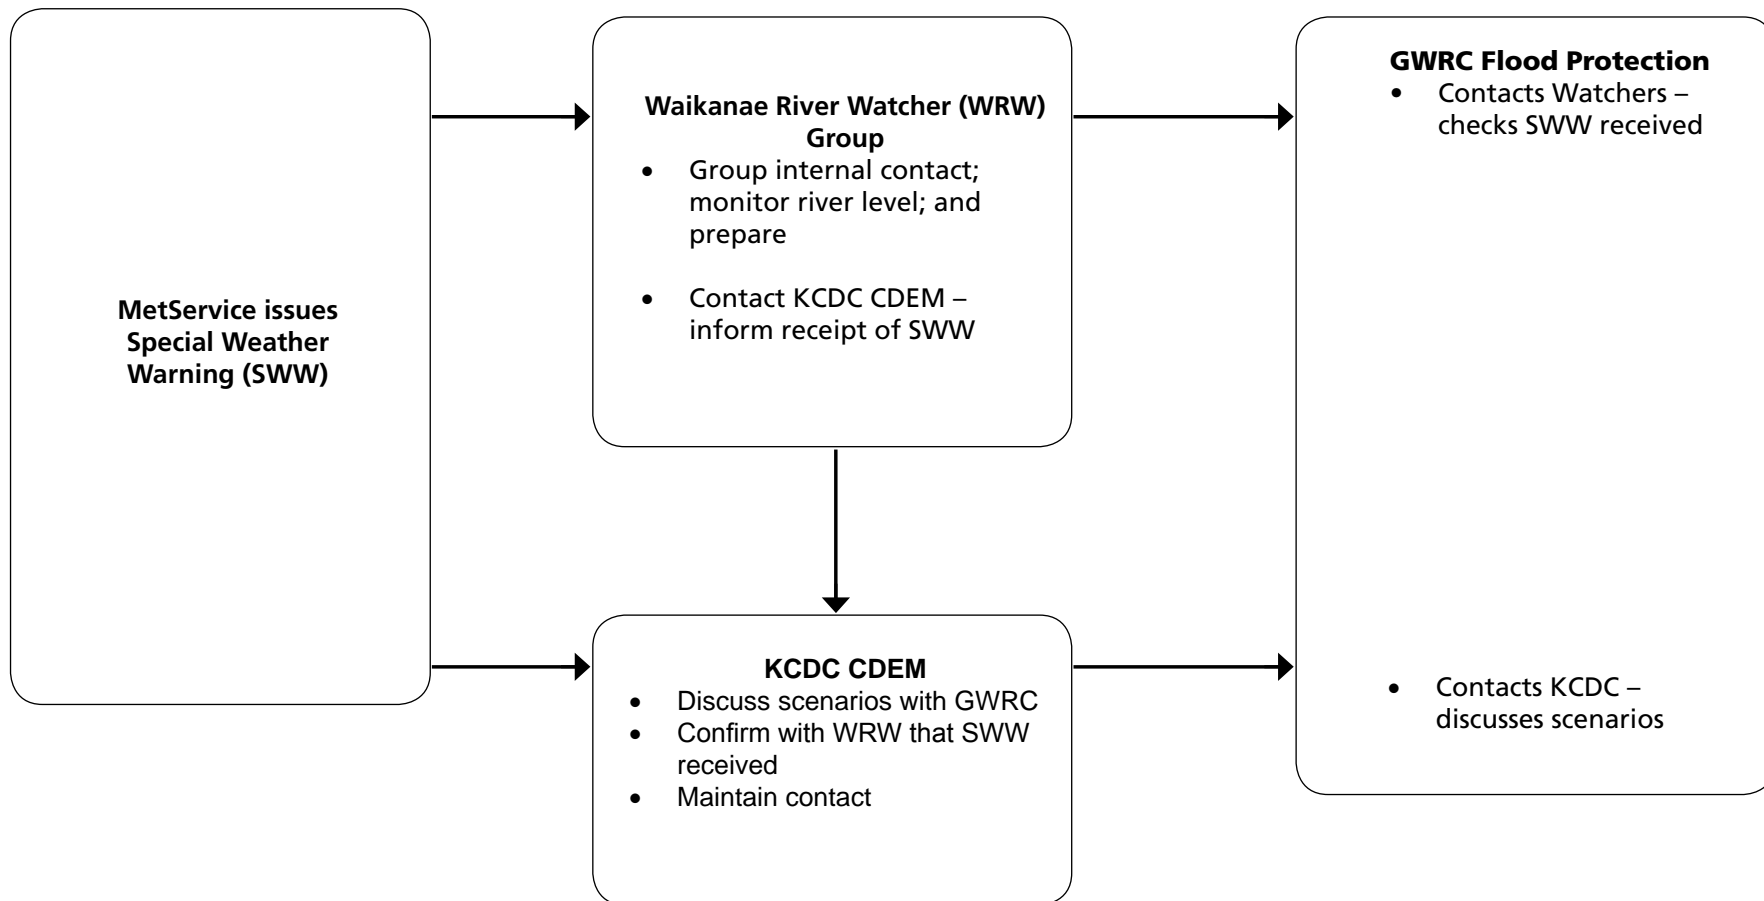 MetService issues
Special Weather
Warning (SWW)
Waikanae River Watcher (WRW)
Group
• Group internal contact;
monitor river level; and
prepare
• Contact KCDC CDEM –
inform receipt of SWW
KCDC CDEM
• Discuss scenarios with GWRC
• Confirm with WRW that SWW
received
• Maintain contact
GWRC Flood Protection
• Contacts Watchers –
checks SWW received
• Contacts KCDC –
discusses scenarios